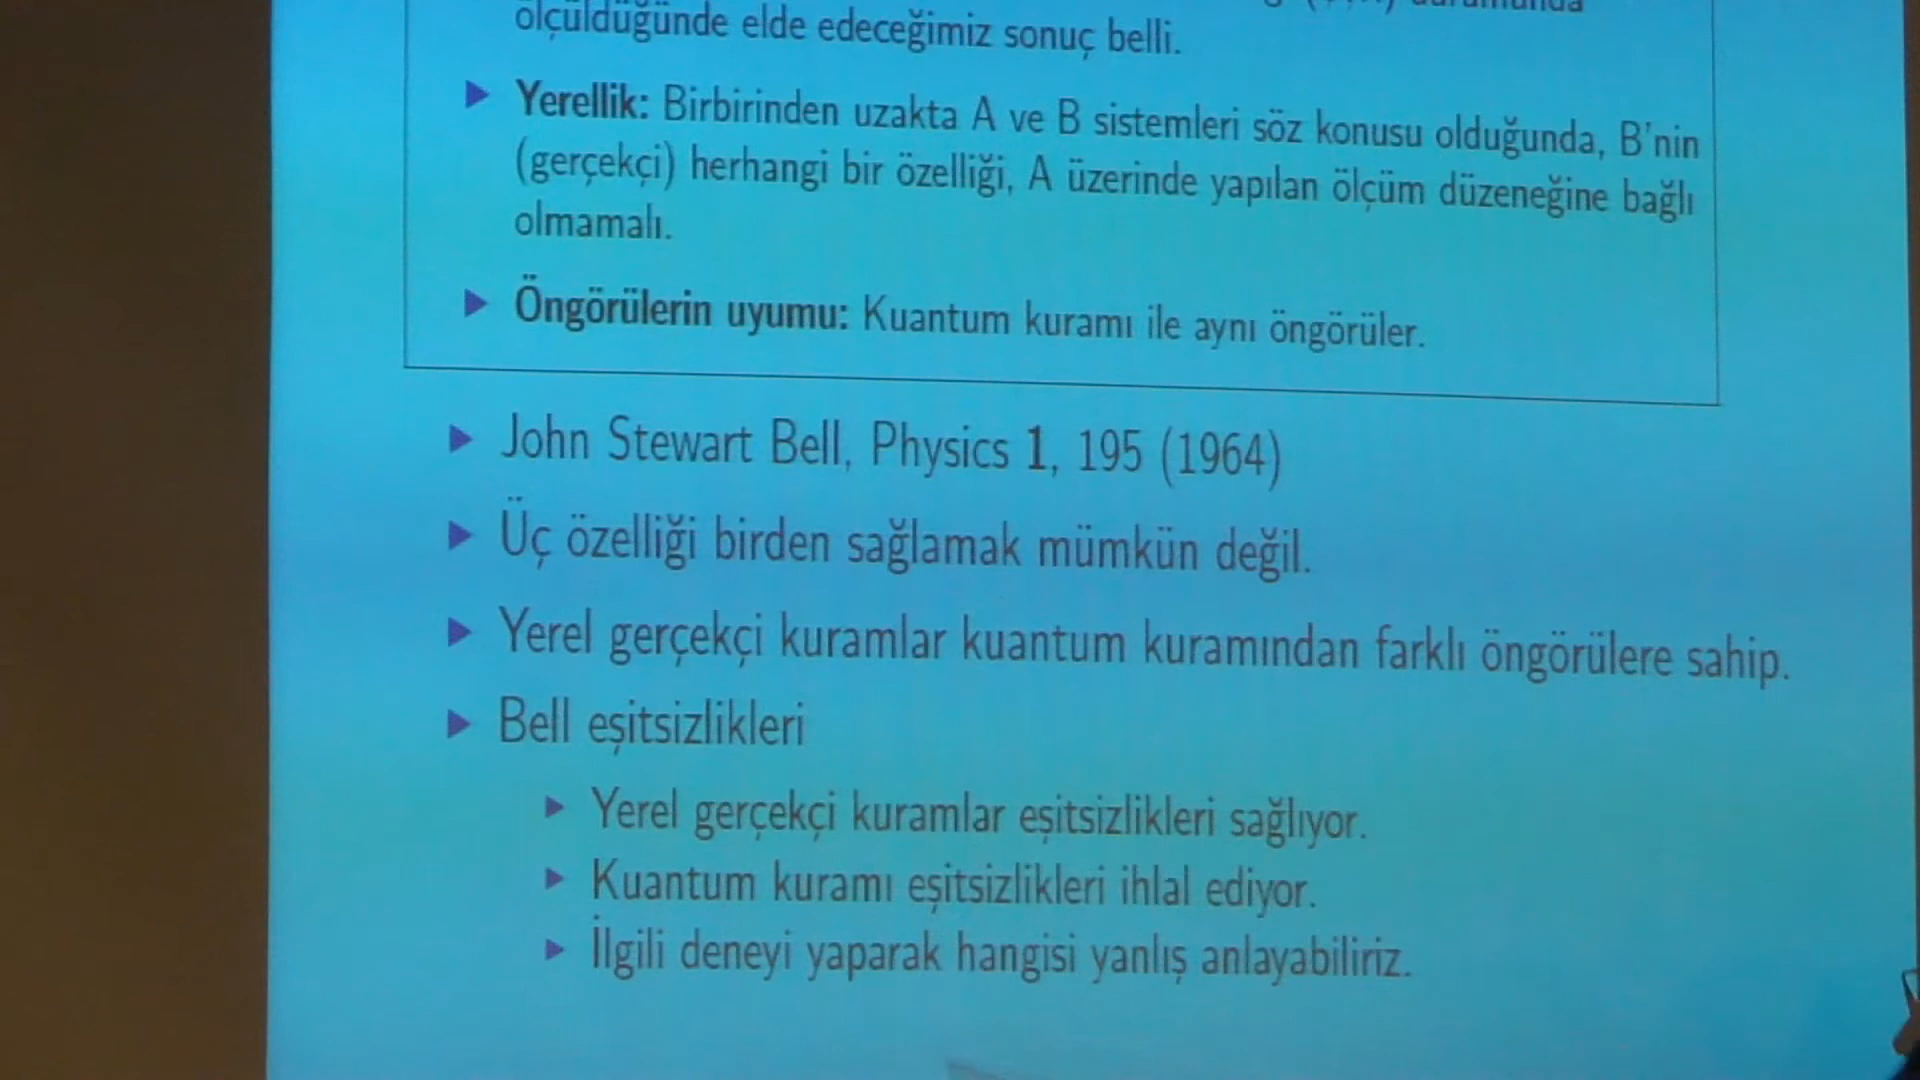 ölçüldüğünde elde edeceğimiz sonuç belli.
▶ Yerellik: Birbirinden uzakta A ve B sistemleri söz konusu olduğunda, B'nin
(gerçekçi) herhangi bir özelliği, A üzerinde yapılan ölçüm düzeneğine bağlı
olmamalı.
▶ Öngörülerin uyumu: Kuantum kuramı ile aynı öngörüler.
▶ John Stewart Bell, Physics 1, 195 (1964)
▶ Üç özelliği birden sağlamak mümkün değil.
▶ Yerel gerçekçi kuramlar kuantum kuramından farklı öngörülere sahip.
▶ Bell eşitsizlikleri
▶ Yerel gerçekçi kuramlar eşitsizlikleri sağlıyor.
▶ Kuantum kuramı eşitsizlikleri ihlal ediyor.
▶ İlgili deneyi yaparak hangisi yanlış anlayabiliriz.